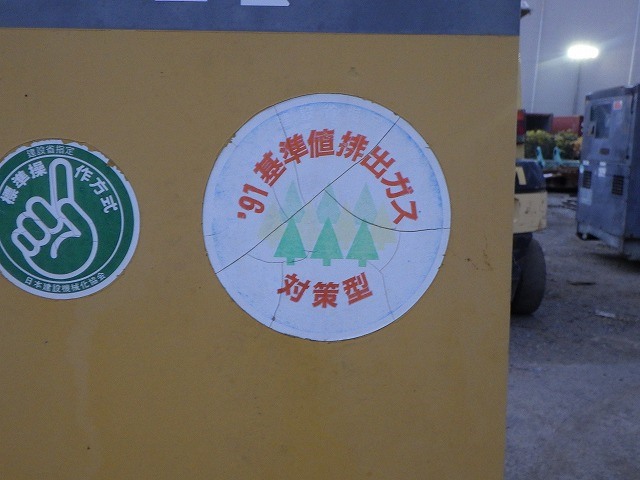 建設省指定
標準操作方式
日本建設機械化協会
'91基準値排出ガス
対策型